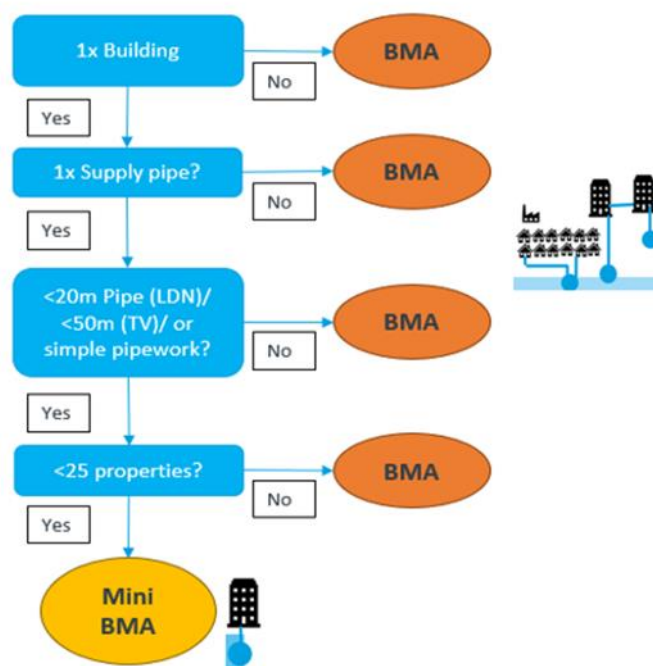 1x Building
BMA
No
Yes
1x Supply pipe?
BMA
No
Yes
<20m Pipe (LDN)/
<50m (TV)/ or
simple pipework?
BMA
No
Yes
<25 properties?
BMA
No
Yes
Mini
BMA